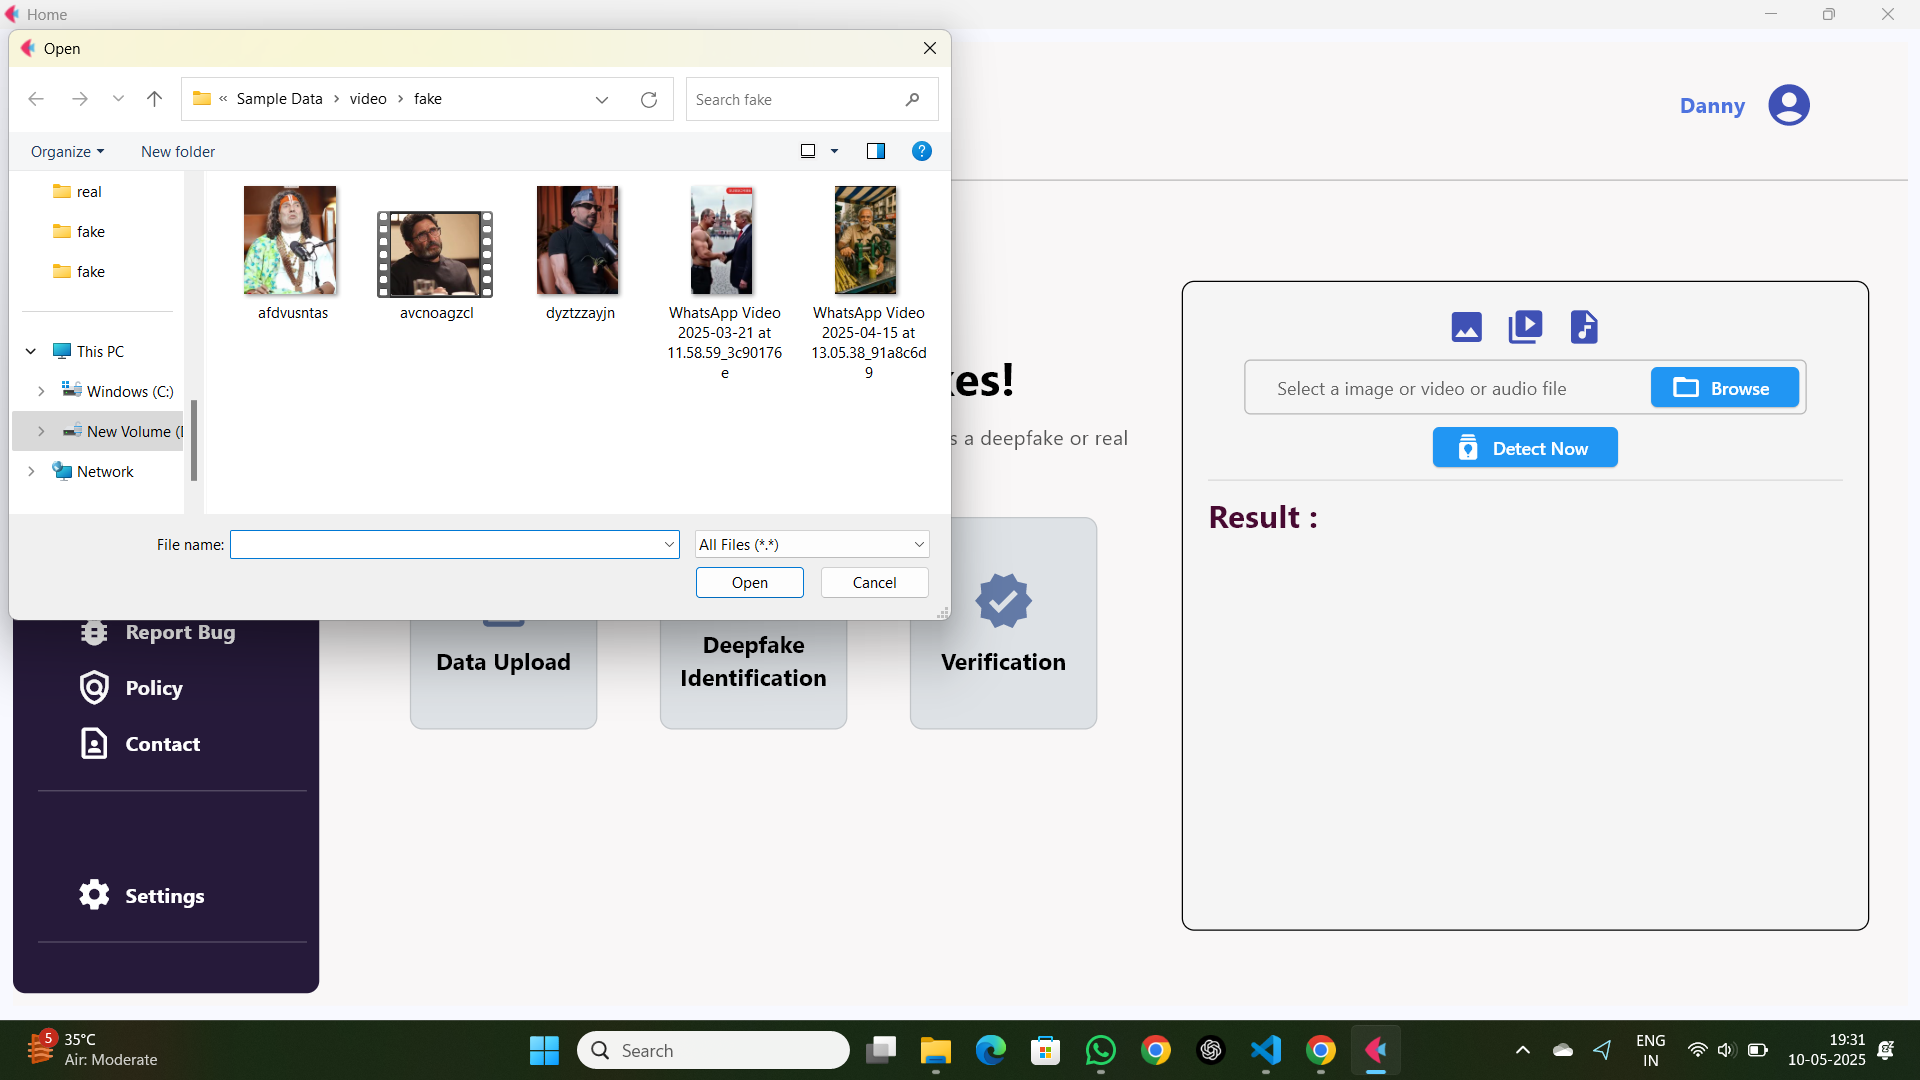 Home
Open
« Sample Data › video › fake
Search fake
Organize
New folder
real
fake
fake
This PC
Windows (C:)
New Volume (
Network
afdvusntas
avcnoagzcl
dyztzzayjn
WhatsApp Video
2025-03-21 at
11.58.59_3c90176
e
WhatsApp Video
2025-04-15 at
13.05.38_91a8c6d
9
File name:
All Files (*.*)
Open
Cancel
Danny
kes!
s a deepfake or real
Select a image or video or audio file
Browse
Detect Now
Result :
Data Upload
Deepfake
Identification
Verification
Report Bug
Policy
Contact
Settings
5
35°C
Air: Moderate
Search
ENG
IN
19:31
10-05-2025